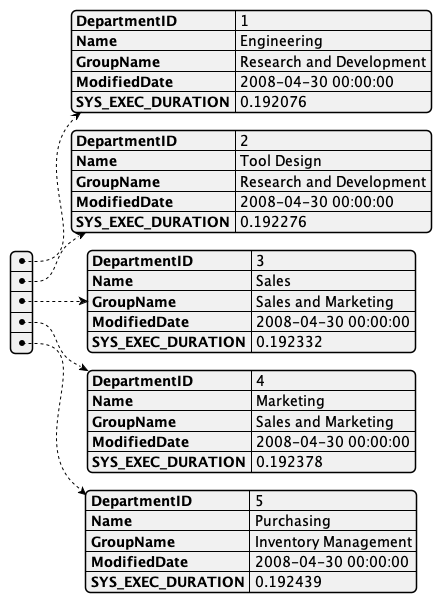 DepartmentID 1
Name Engineering
GroupName Research and Development
ModifiedDate 2008-04-30 00:00:00
SYS_EXEC_DURATION 0.192076
DepartmentID 2
Name Tool Design
GroupName Research and Development
ModifiedDate 2008-04-30 00:00:00
SYS_EXEC_DURATION 0.192276
DepartmentID 3
Name Sales
GroupName Sales and Marketing
ModifiedDate 2008-04-30 00:00:00
SYS_EXEC_DURATION 0.192332
DepartmentID 4
Name Marketing
GroupName Sales and Marketing
ModifiedDate 2008-04-30 00:00:00
SYS_EXEC_DURATION 0.192378
DepartmentID 5
Name Purchasing
GroupName Inventory Management
ModifiedDate 2008-04-30 00:00:00
SYS_EXEC_DURATION 0.192439